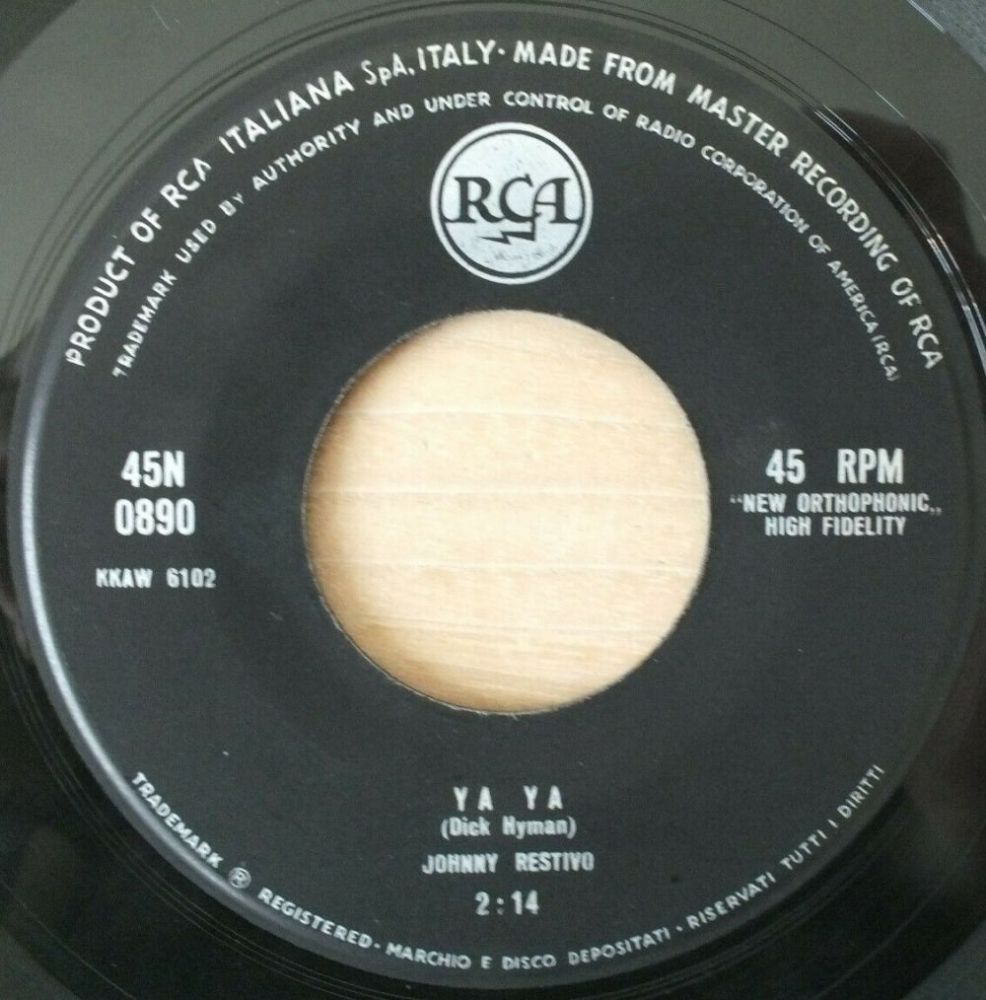 PRODUCT OF RCA ITALIANA SpA, ITALY · MADE FROM MASTER RECORDING OF RCA
TRADEMARK USED BY AUTHORITY AND UNDER CONTROL OF RADIO CORPORATION OF AMERICA (RCA)
RCA
45N
0890
KKAW 6102
45 RPM
“NEW ORTHOPHONIC„
HIGH FIDELITY
YA YA
(Dick Hyman)
JOHNNY RESTIVO
2:14
TRADEMARK ® REGISTERED · MARCHIO E DISCO DEPOSITATI · RISERVATI TUTTI I DIRITTI